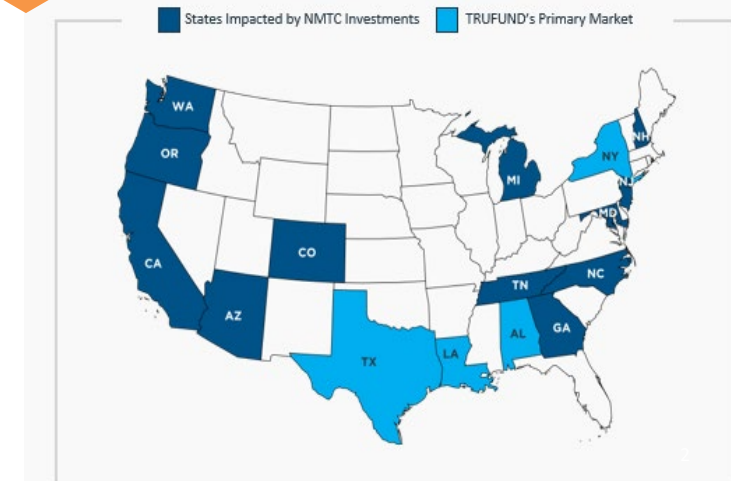 States Impacted by NMTC Investments
TRUFUND's Primary Market
WA
OR
CA
AZ
CO
TX
LA
AL
GA
TN
NC
MI
MD
NJ
NY
NH
2